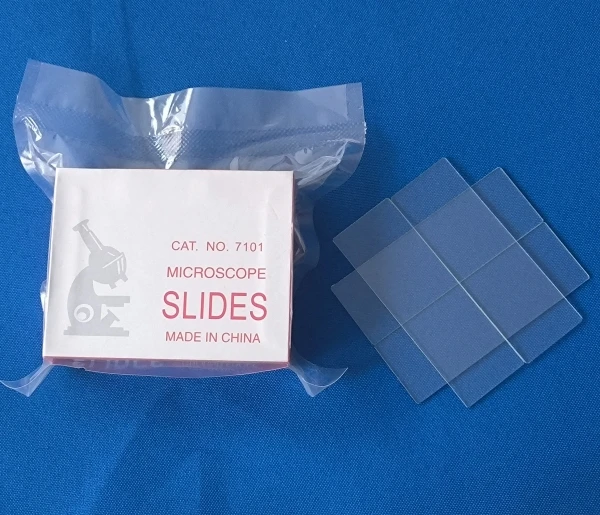 CAT. NO. 7101
MICROSCOPE
SLIDES
MADE IN CHINA